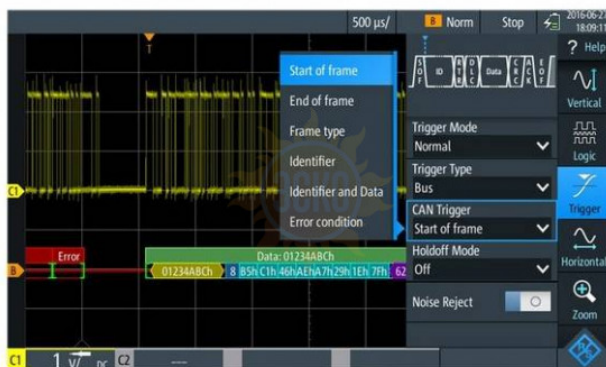 500 µs/
B Norm
Stop
2016-06-22
18:09:11
T
? Help
Start of frame
End of frame
Frame type
Identifier
Identifier and Data
Error condition
S O F
ID
R T R
D L C
Data
C R C
A C K
E O F
Vertical
Logic
Trigger
Horizontal
Zoom
Trigger Mode
Normal
Trigger Type
Bus
CAN Trigger
Start of frame
Holdoff Mode
Off
Noise Reject
C1
Error
Data: 01234ABCh
B
01234ABCh 8 B5h C1h 46h AEh A7h 29h 1Eh 7Fh 62
C1 1 V/ DC C2 ---